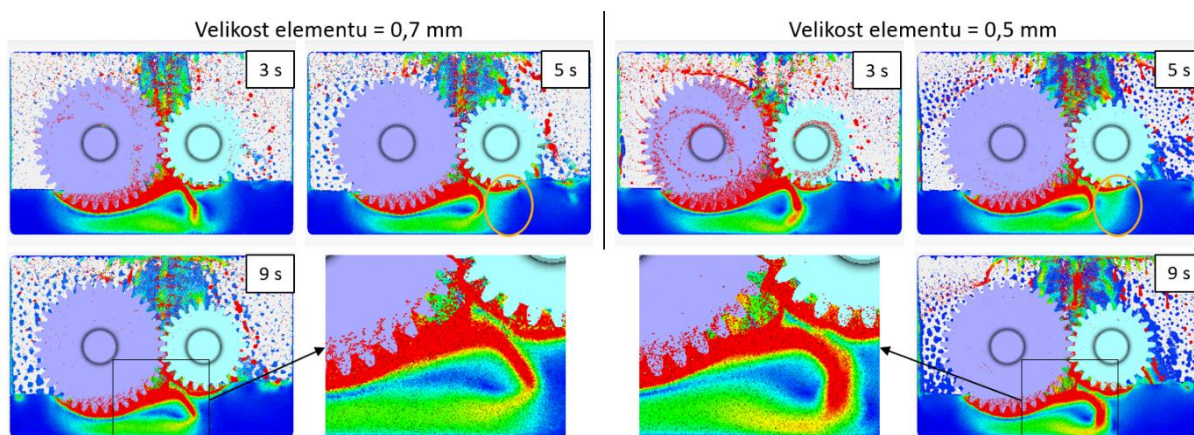 Velikost elementu = 0,7 mm
Velikost elementu = 0,5 mm
3 s
5 s
3 s
5 s
9 s
9 s